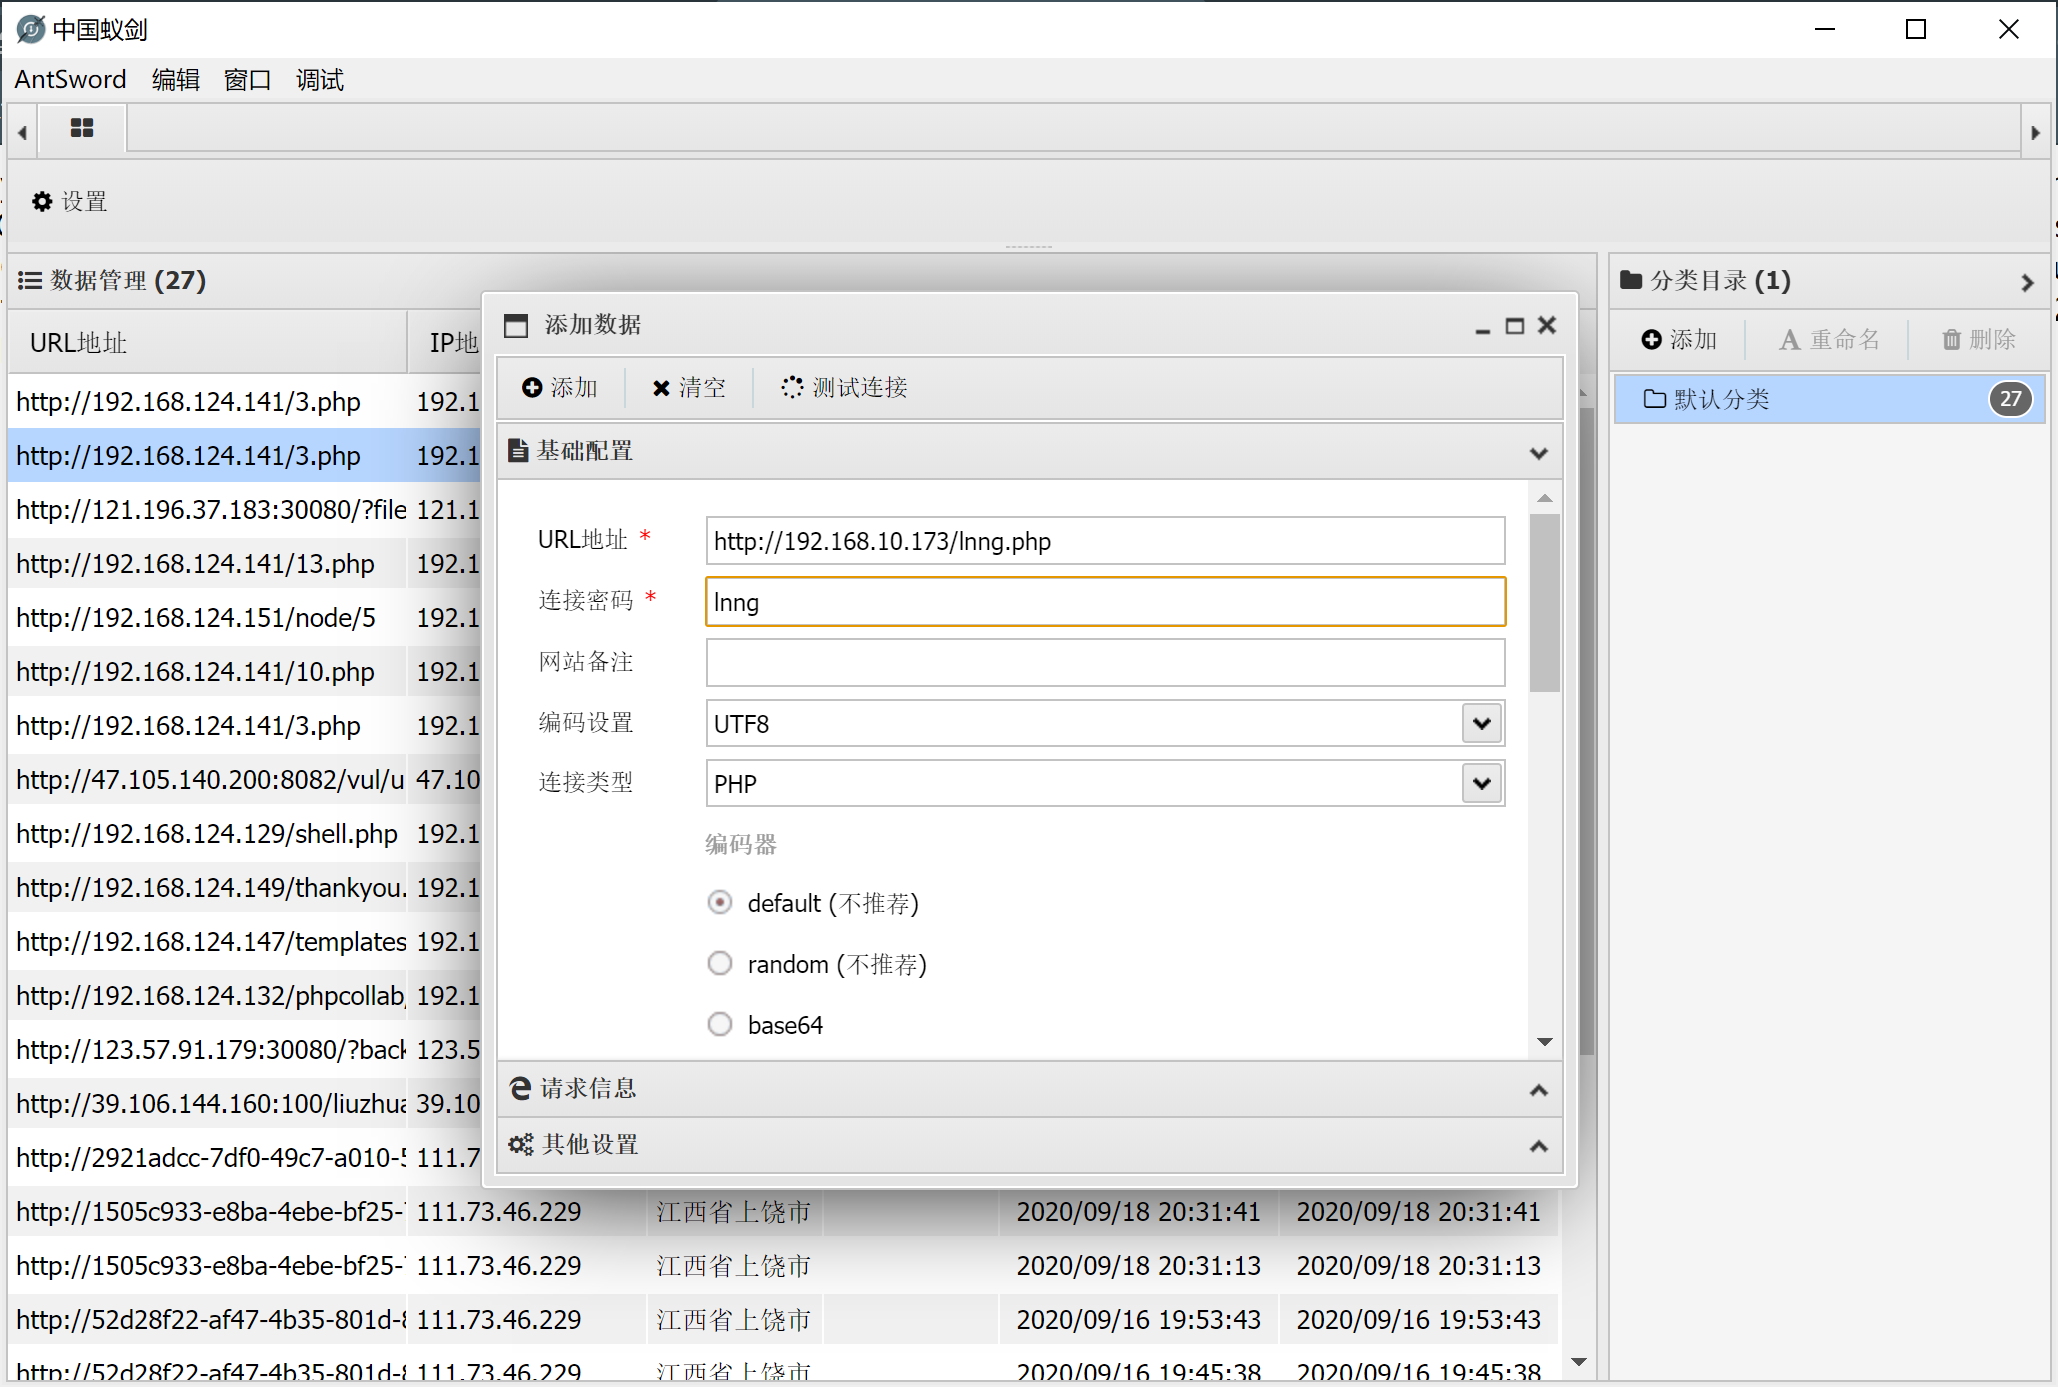 中国蚁剑
AntSword 编辑 窗口 调试
设置
数据管理 (27)
URL地址 IP地
http://192.168.124.141/3.php 192.1
http://192.168.124.141/3.php 192.1
http://121.196.37.183:30080/?file 121.1
http://192.168.124.141/13.php 192.1
http://192.168.124.151/node/5 192.1
http://192.168.124.141/10.php 192.1
http://192.168.124.141/3.php 192.1
http://47.105.140.200:8082/vul/u 47.10
http://192.168.124.129/shell.php 192.1
http://192.168.124.149/thankyou. 192.1
http://192.168.124.147/templates 192.1
http://192.168.124.132/phpcollab 192.1
http://123.57.91.179:30080/?back 123.5
http://39.106.144.160:100/liuzhua 39.10
http://2921adcc-7df0-49c7-a010-5 111.7
http://1505c933-e8ba-4ebe-bf25- 111.73.46.229 江西省上饶市 2020/09/18 20:31:41 2020/09/18 20:31:41
http://1505c933-e8ba-4ebe-bf25- 111.73.46.229 江西省上饶市 2020/09/18 20:31:13 2020/09/18 20:31:13
http://52d28f22-af47-4b35-801d- 111.73.46.229 江西省上饶市 2020/09/16 19:53:43 2020/09/16 19:53:43
http://52d28f22-af47-4b35-801d- 111.73.46.229 江西省上饶市 2020/09/16 19:45:38 2020/09/16 19:45:38
添加数据
添加 清空 测试连接
基础配置
URL地址 * http://192.168.10.173/lnng.php
连接密码 * lnng
网站备注
编码设置 UTF8
连接类型 PHP
编码器
default (不推荐)
random (不推荐)
base64
请求信息
其他设置
分类目录 (1)
添加 A 重命名 删除
默认分类 27